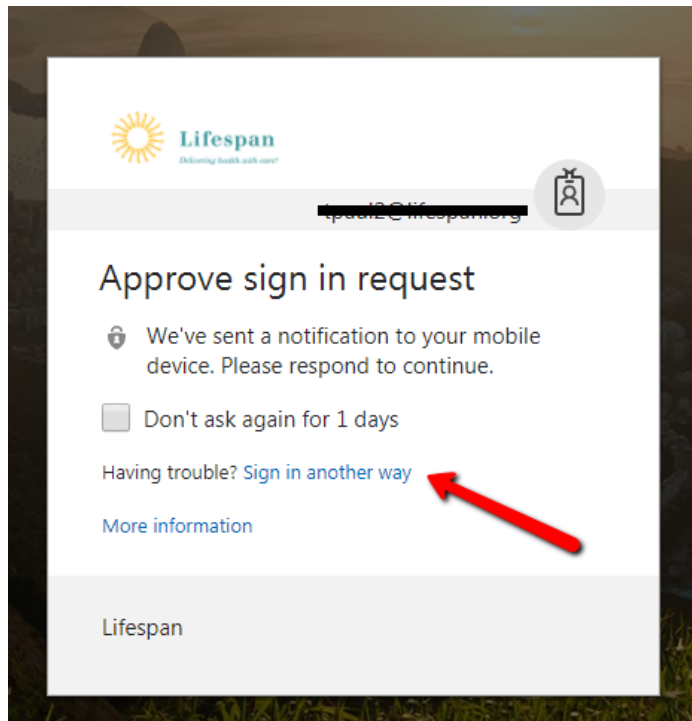 Lifespan
Delivering health with care®
Approve sign in request
We've sent a notification to your mobile
device. Please respond to continue.
Don't ask again for 1 days
Having trouble? Sign in another way
More information
Lifespan